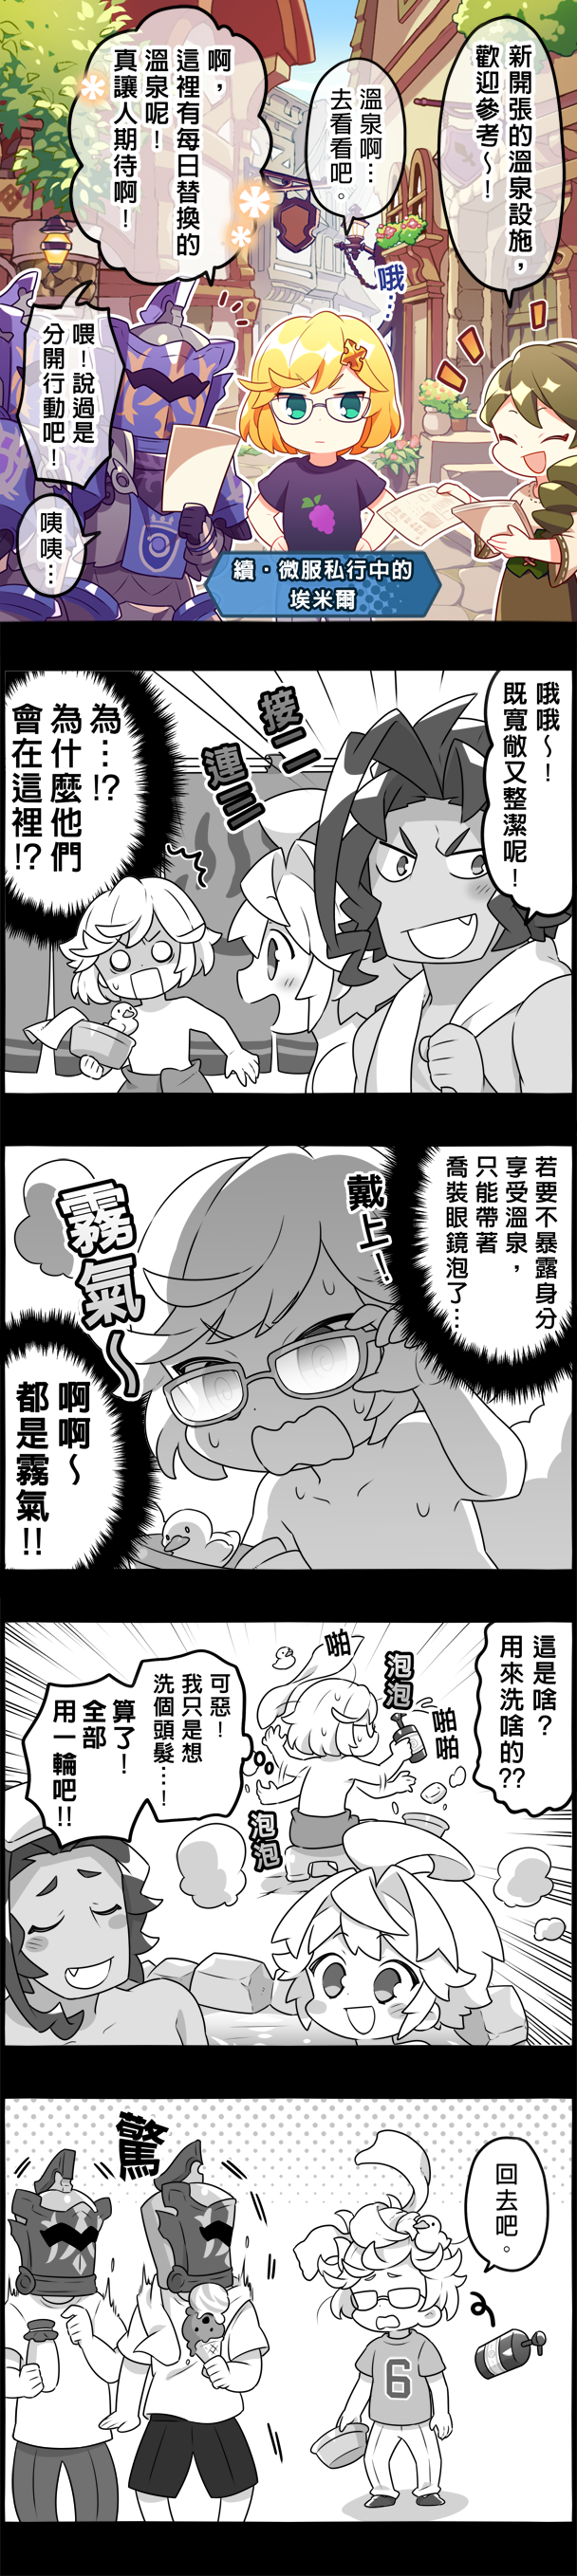 新開張的溫泉設施，
歡迎參考～！
溫泉啊…
去看看吧。
哦…
啊，
這裡有每日替換的
溫泉呢！
真讓人期待啊！
喂！說過是
分開行動吧！
咦咦…
續·微服私行中的
埃米爾
哦哦～！
既寬敞又整潔呢！
接二
連三
為…!?
為什麼他們
會在這裡!?
若要不暴露身分
享受溫泉，
只能帶著
喬裝眼鏡泡了…
戴上！
霧氣～
啊啊～
都是霧氣!!
這是啥？
用來洗啥的??
啪
泡泡
啪啪
可惡！
我只是想
洗個頭髮…！
算了！
全部
用一輪吧!!
泡泡
回去吧。
驚
6